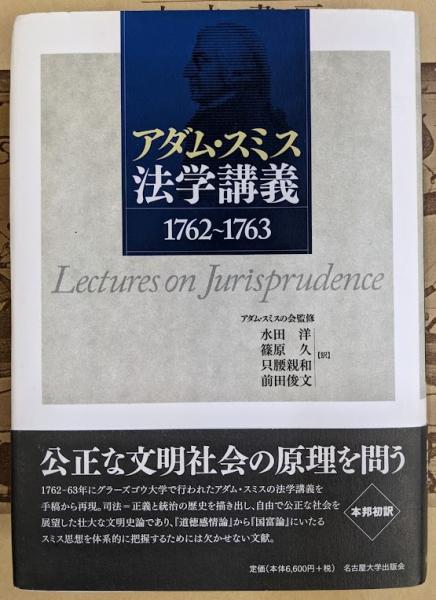 アダム・スミス
法学講義
1762~1763
Lectures on Jurisprudence
アダム・スミスの会監修
水田 洋
篠原 久
只腰親和
前田俊文
【訳】
公正な文明社会の原理を問う
1762-63年にグラーズゴウ大学で行われたアダム・スミスの法学講義を
手稿から再現。司法=正義と統治の歴史を描き出し、自由で公正な社会を
展望した壮大な文明史論であり、『道徳感情論』から『国富論』にいたる
スミス思想を体系的に把握するためには欠かせない文献。
本邦初訳
定価(本体6,600円+税) 名古屋大学出版会